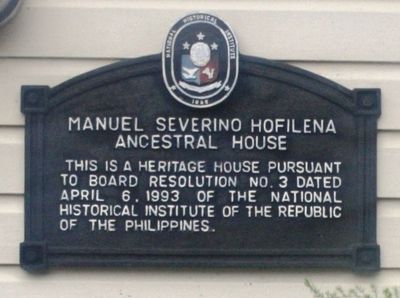 NATIONAL HISTORICAL INSTITUTE
MANUEL SEVERINO HOFILENA
ANCESTRAL HOUSE
THIS IS A HERITAGE HOUSE PURSUANT
TO BOARD RESOLUTION NO. 3 DATED
APRIL 6, 1993 OF THE NATIONAL
HISTORICAL INSTITUTE OF THE REPUBLIC
OF THE PHILIPPINES.